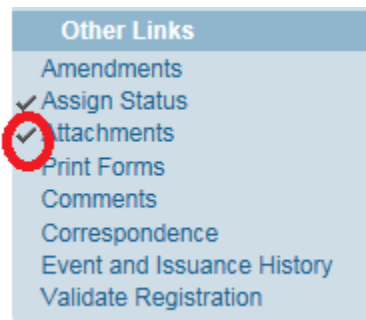 Other Links
Amendments
Assign Status
Attachments
Print Forms
Comments
Correspondence
Event and Issuance History
Validate Registration